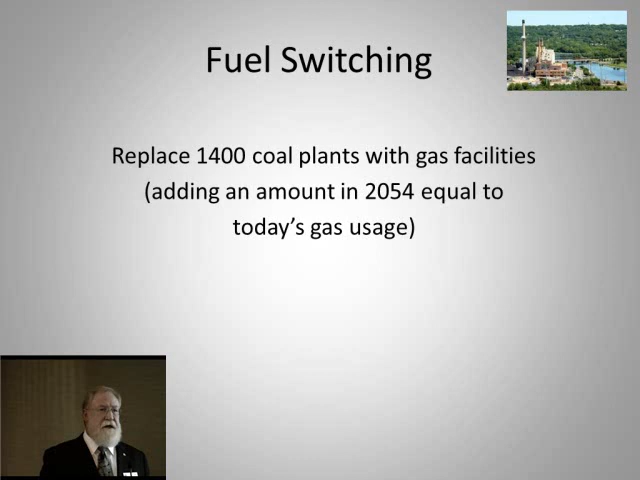 Fuel Switching
Replace 1400 coal plants with gas facilities
(adding an amount in 2054 equal to
today’s gas usage)